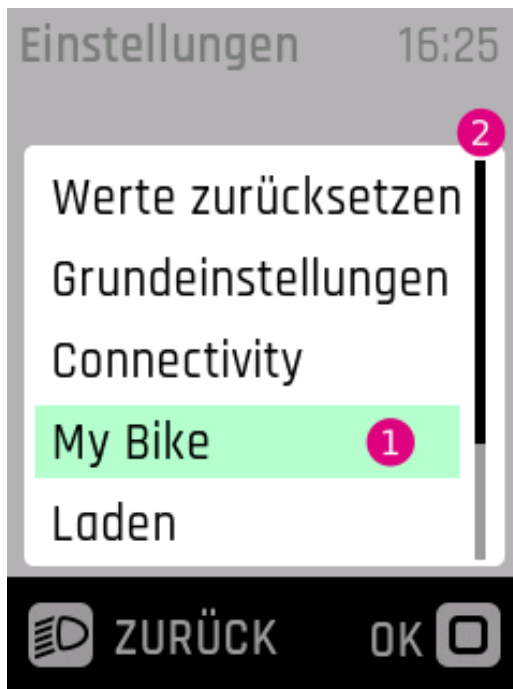 Einstellungen 16:25
2
Werte zurücksetzen
Grundeinstellungen
Connectivity
My Bike 1
Laden
ZURÜCK OK